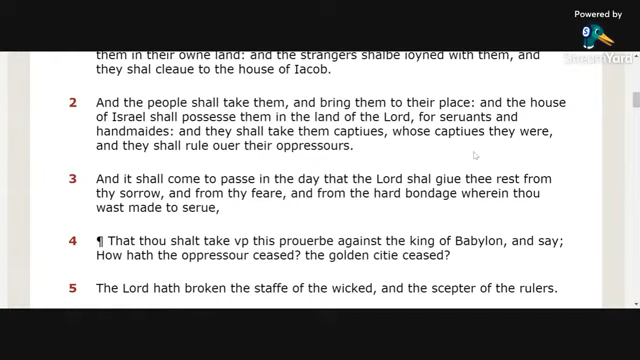 Powered by
StreamYard
them in their owne land: and the strangers shalbe ioyned with them, and
they shal cleaue to the house of Iacob.
2 And the people shall take them, and bring them to their place: and the house
of Israel shall possesse them in the land of the Lord, for seruants and
handmaides: and they shall take them captiues, whose captiues they were,
and they shall rule ouer their oppressours.
3 And it shall come to passe in the day that the Lord shal giue thee rest from
thy sorrow, and from thy feare, and from the hard bondage wherein thou
wast made to serue,
4 ¶ That thou shalt take vp this prouerbe against the king of Babylon, and say;
How hath the oppressour ceased? the golden citie ceased?
5 The Lord hath broken the staffe of the wicked, and the scepter of the rulers.